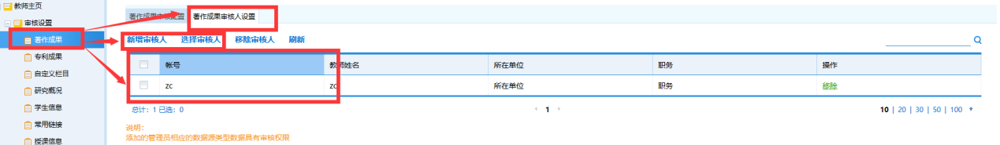 教师主页
审核设置
著作成果
专利成果
自定义栏目
研究概况
学生信息
常用链接
授课信息
著作成果审核配置 著作成果审核人设置
新增审核人 选择审核人 移除审核人 刷新
帐号 教师姓名 所在单位 职务 操作
zc zc 所在单位 职务 移除
总计：1 已选：0 1 10 | 20 | 30 | 50 | 100
说明：
添加的管理员相应的数据源类型数据具有审核权限